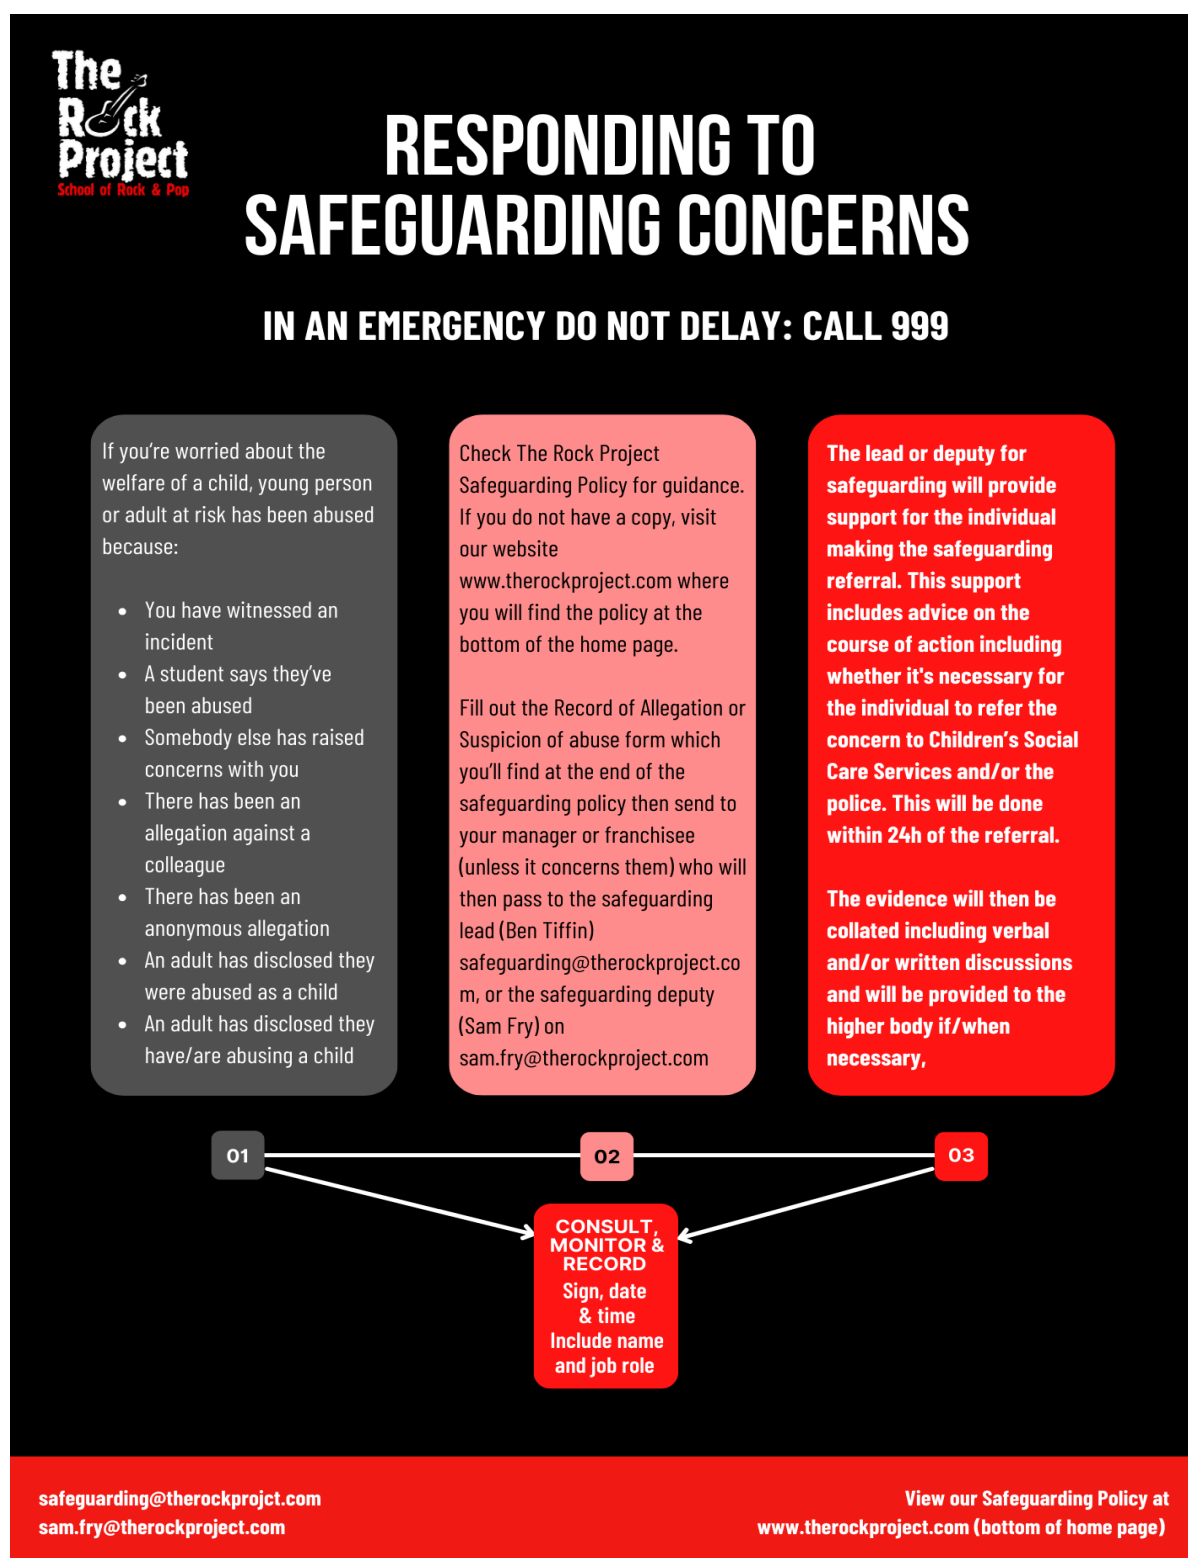 The
Rock
Project
School of Rock & Pop
RESPONDING TO
SAFEGUARDING CONCERNS
IN AN EMERGENCY DO NOT DELAY: CALL 999
If you're worried about the
welfare of a child, young person
or adult at risk has been abused
because:
• You have witnessed an
incident
• A student says they've
been abused
• Somebody else has raised
concerns with you
• There has been an
allegation against a
colleague
• There has been an
anonymous allegation
• An adult has disclosed they
were abused as a child
• An adult has disclosed they
have/are abusing a child
Check The Rock Project
Safeguarding Policy for guidance.
If you do not have a copy, visit
our website
www.therockproject.com where
you will find the policy at the
bottom of the home page.
Fill out the Record of Allegation or
Suspicion of abuse form which
you'll find at the end of the
safeguarding policy then send to
your manager or franchisee
(unless it concerns them) who will
then pass to the safeguarding
lead (Ben Tiffin)
safeguarding@therockproject.co
m, or the safeguarding deputy
(Sam Fry) on
sam.fry@therockproject.com
The lead or deputy for
safeguarding will provide
support for the individual
making the safeguarding
referral. This support
includes advice on the
course of action including
whether it's necessary for
the individual to refer the
concern to Children's Social
Care Services and/or the
police. This will be done
within 24h of the referral.
The evidence will then be
collated including verbal
and/or written discussions
and will be provided to the
higher body if/when
necessary,
01
02
03
CONSULT,
MONITOR &
RECORD
Sign, date
& time
Include name
and job role
safeguarding@therockprojct.com
sam.fry@therockproject.com
View our Safeguarding Policy at
www.therockproject.com (bottom of home page)